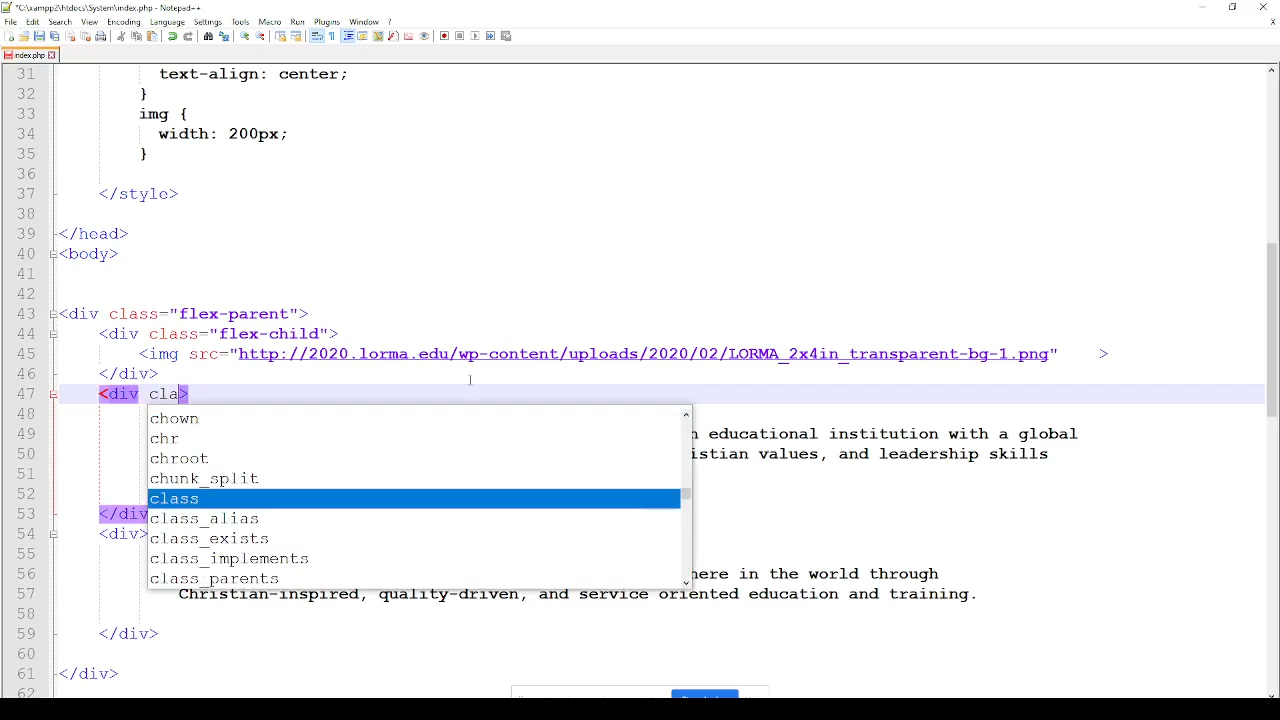 *C:\xampp2\htdocs\System\index.php - Notepad++
File Edit Search View Encoding Language Settings Tools Macro Run Plugins Window ?
X
index.php
31 text-align: center;
32 }
33 img {
34 width: 200px;
35 }
36
37 </style>
38
39 </head>
40 <body>
41
42
43 <div class="flex-parent">
44 <div class="flex-child">
45 <img src="http://2020.lorma.edu/wp-content/uploads/2020/02/LORMA_2x4in_transparent-bg-1.png" >
46 </div>
47 <div cla>
48 chown
49 chr n educational institution with a global
50 chroot istian values, and leadership skills
51 chunk_split
52 class
53 </div class_alias
54 <div> class_exists
55 class_implements
56 class_parents here in the world through
57 Christian-inspired, quality-driven, and service oriented education and training.
58
59 </div>
60
61 </div>
62